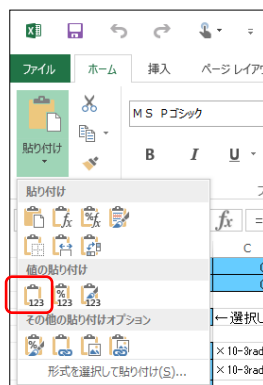 ファイル ホーム 挿入 ページ レイア
貼り付け
MS Pゴシック
B I U
貼り付け
fx %fx
fx =
C
値の貼り付け
123 %123 123
その他の貼り付けオプション
←選択し
形式を選択して貼り付け(S)...
×10-3rad
×10-3rad